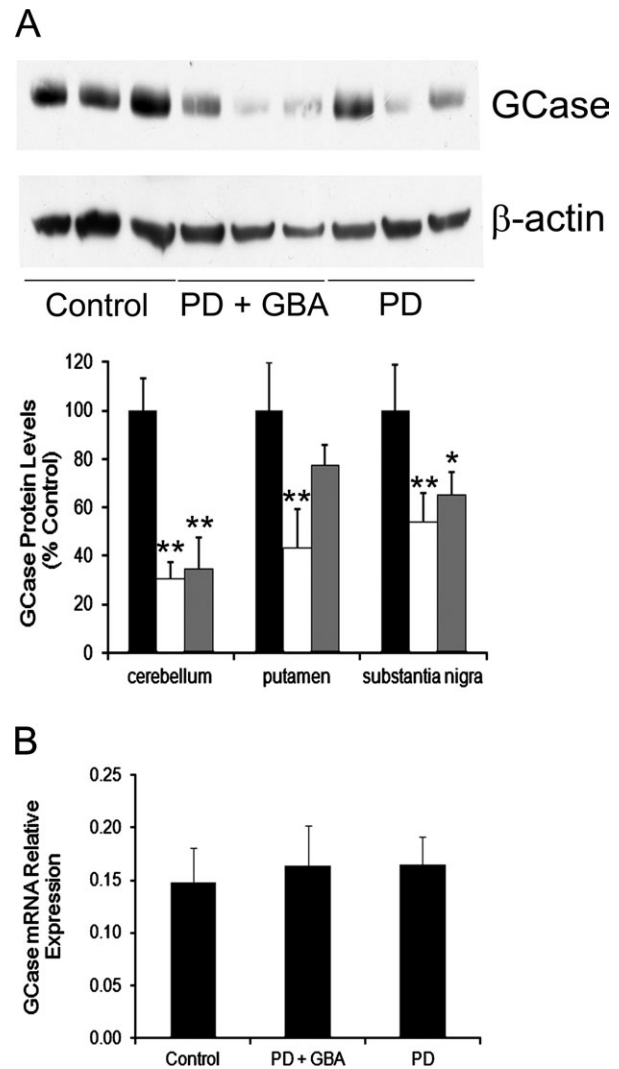 A
GCase
β-actin
Control PD + GBA PD
120
100
80
60
40
20
0
GCase Protein Levels
(% Control)
** ** ** ** *
cerebellum putamen substantia nigra
B
0.25
0.20
0.15
0.10
0.05
0.00
GCase mRNA Relative
Expression
Control PD + GBA PD